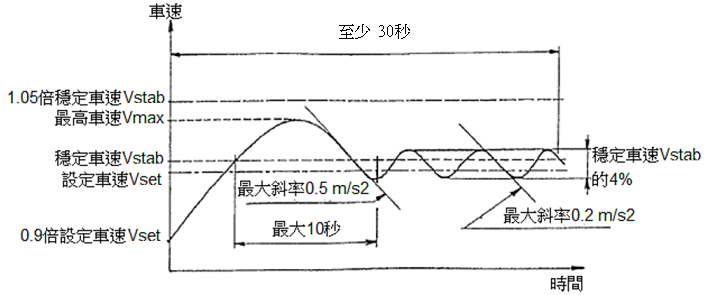 車速
至少 30秒
1.05倍穩定車速Vstab
最高車速Vmax
穩定車速Vstab
設定車速Vset
穩定車速Vstab
的4%
最大斜率0.5 m/s2
最大斜率0.2 m/s2
最大10秒
0.9倍設定車速Vset
時間